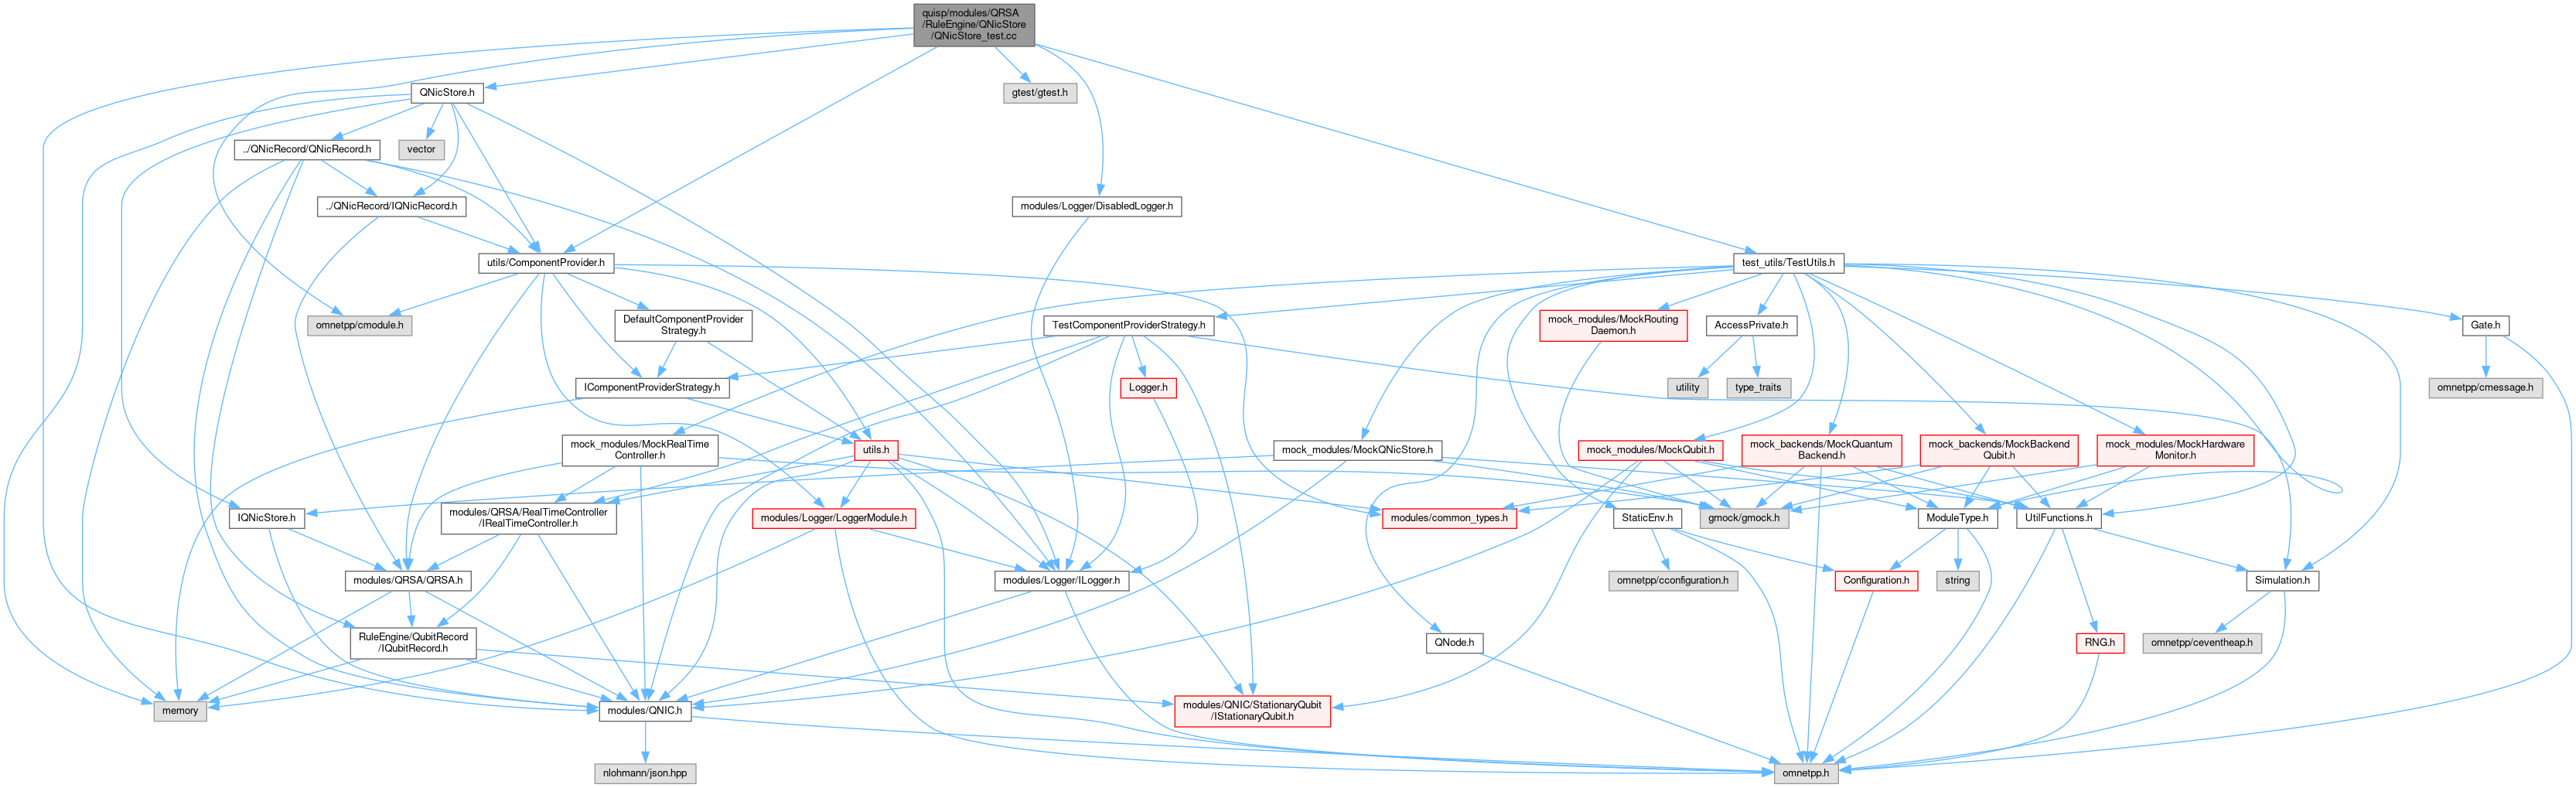 quisp/modules/QRSA
/RuleEngine/QNicStore
/QNicStore_test.cc
QNicStore.h
gtest/gtest.h
../QNicRecord/QNicRecord.h
vector
../QNicRecord/IQNicRecord.h
modules/Logger/DisabledLogger.h
utils/ComponentProvider.h
test_utils/TestUtils.h
omnetpp/cmodule.h
DefaultComponentProvider
Strategy.h
TestComponentProviderStrategy.h
mock_modules/MockRouting
Daemon.h
AccessPrivate.h
Gate.h
IComponentProviderStrategy.h
Logger.h
utility
type_traits
omnetpp/cmessage.h
mock_modules/MockRealTime
Controller.h
utils.h
mock_modules/MockQNicStore.h
mock_modules/MockQubit.h
mock_backends/MockQuantum
Backend.h
mock_backends/MockBackend
Qubit.h
mock_modules/MockHardware
Monitor.h
IQNicStore.h
modules/QRSA/RealTimeController
/IRealTimeController.h
modules/Logger/LoggerModule.h
modules/common_types.h
StaticEnv.h
gmock/gmock.h
ModuleType.h
UtilFunctions.h
modules/QRSA/QRSA.h
modules/Logger/ILogger.h
omnetpp/cconfiguration.h
Configuration.h
string
Simulation.h
RuleEngine/QubitRecord
/IQubitRecord.h
QNode.h
RNG.h
omnetpp/ceventheap.h
memory
modules/QNIC.h
modules/QNIC/StationaryQubit
/IStationaryQubit.h
nlohmann/json.hpp
omnetpp.h